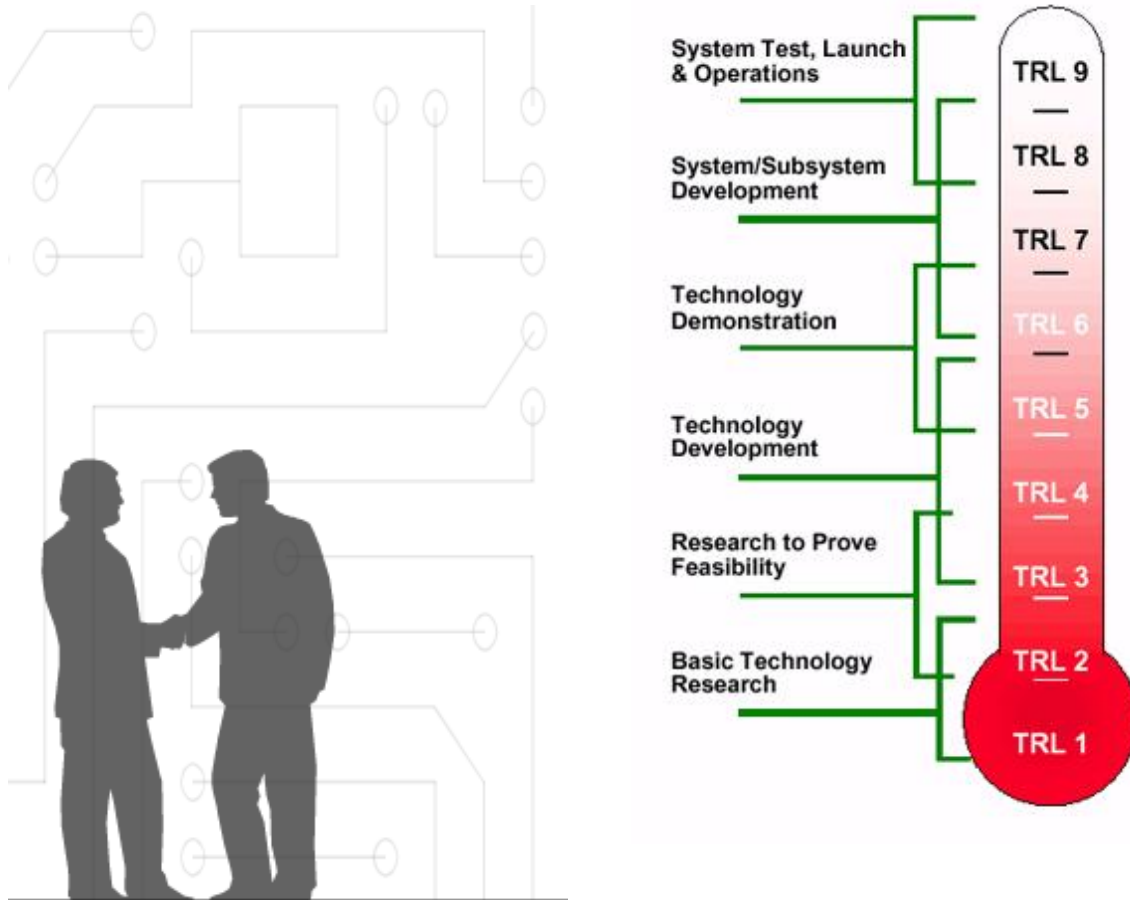 System Test, Launch
& Operations
System/Subsystem
Development
Technology
Demonstration
Technology
Development
Research to Prove
Feasibility
Basic Technology
Research
TRL 9
TRL 8
TRL 7
TRL 6
TRL 5
TRL 4
TRL 3
TRL 2
TRL 1